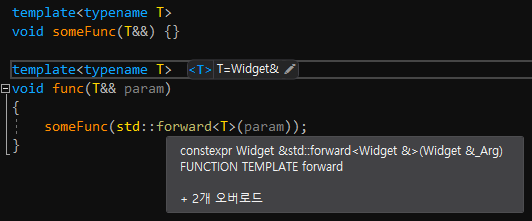 template<typename T>
void someFunc(T&&) {}
template<typename T> <T> T=Widget&
void func(T&& param)
{
someFunc(std::forward<T>(param));
}
constexpr Widget &std::forward<Widget &>(Widget &_Arg)
FUNCTION TEMPLATE forward
+ 2개 오버로드